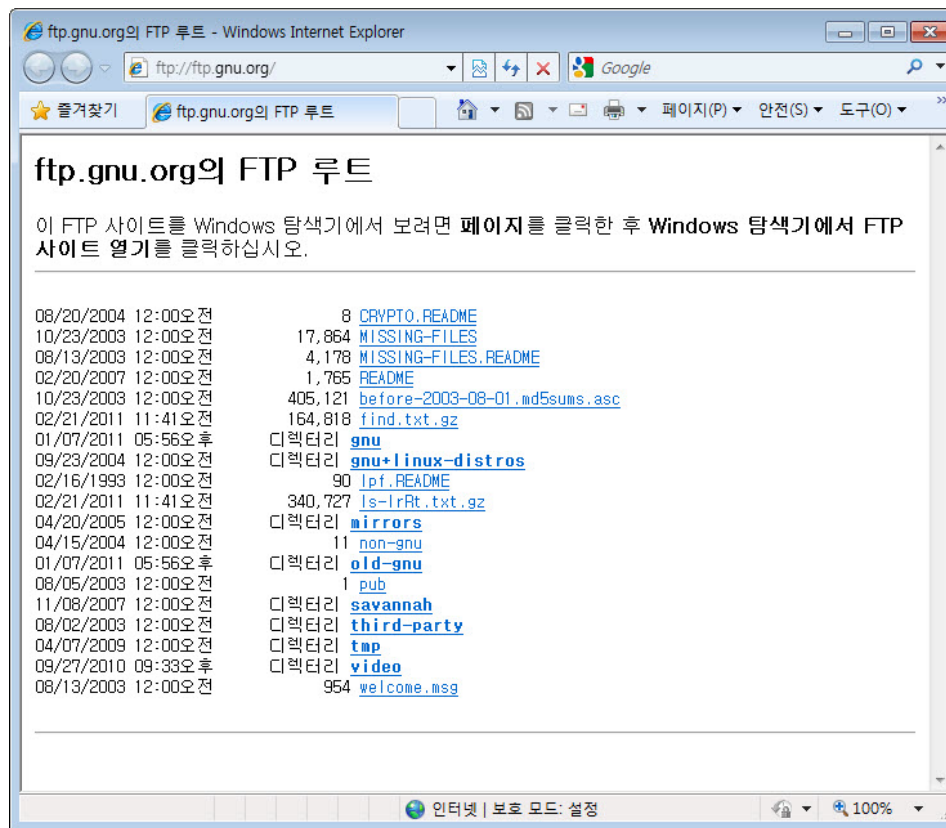 ftp.gnu.org의 FTP 루트 - Windows Internet Explorer
ftp://ftp.gnu.org/ Google
즐겨찾기 ftp.gnu.org의 FTP 루트 페이지(P) 안전(S) 도구(O)
ftp.gnu.org의 FTP 루트
이 FTP 사이트를 Windows 탐색기에서 보려면 페이지를 클릭한 후 Windows 탐색기에서 FTP
사이트 열기를 클릭하십시오.
08/20/2004 12:00오전 8 CRYPTO.README
10/23/2003 12:00오전 17,864 MISSING-FILES
08/13/2003 12:00오전 4,178 MISSING-FILES.README
02/20/2007 12:00오전 1,765 README
10/23/2003 12:00오전 405,121 before-2003-08-01.md5sums.asc
02/21/2011 11:41오전 164,818 find.txt.gz
01/07/2011 05:56오후 디렉터리 gnu
09/23/2004 12:00오전 디렉터리 gnu+linux-distros
02/16/1993 12:00오전 90 lpf.README
02/21/2011 11:41오전 340,727 ls-lrRt.txt.gz
04/20/2005 12:00오전 디렉터리 mirrors
04/15/2004 12:00오전 11 non-gnu
01/07/2011 05:56오후 디렉터리 old-gnu
08/05/2003 12:00오전 1 pub
11/08/2007 12:00오전 디렉터리 savannah
08/02/2003 12:00오전 디렉터리 third-party
04/07/2009 12:00오전 디렉터리 tmp
09/27/2010 09:33오후 디렉터리 video
08/13/2003 12:00오전 954 welcome.msg
인터넷 | 보호 모드: 설정 100%